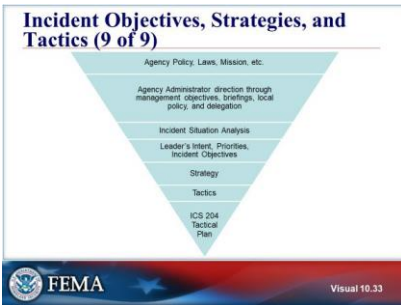 Incident Objectives, Strategies, and
Tactics (9 of 9)
Agency Policy, Laws, Mission, etc.
Agency Administrator direction through
management objectives, briefings, local
policy, and delegation
Incident Situation Analysis
Leader's Intent, Priorities,
Incident Objectives
Strategy
Tactics
ICS 204
Tactical
Plan
FEMA
Visual 10.33